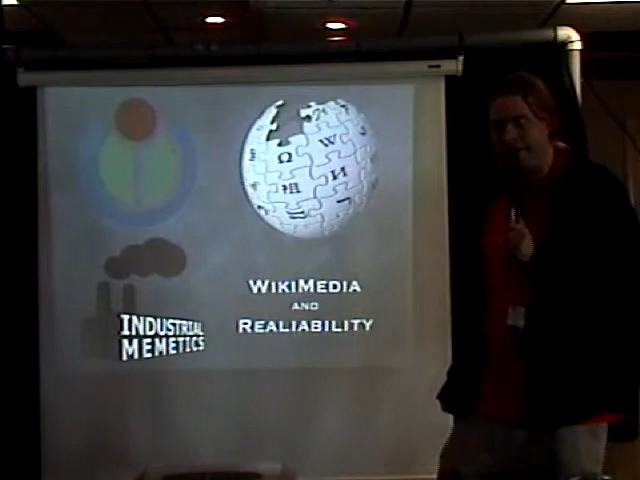 Ω W
И
WIKIMEDIA
AND
REALIABILITY
INDUSTRIAL
MEMETICS